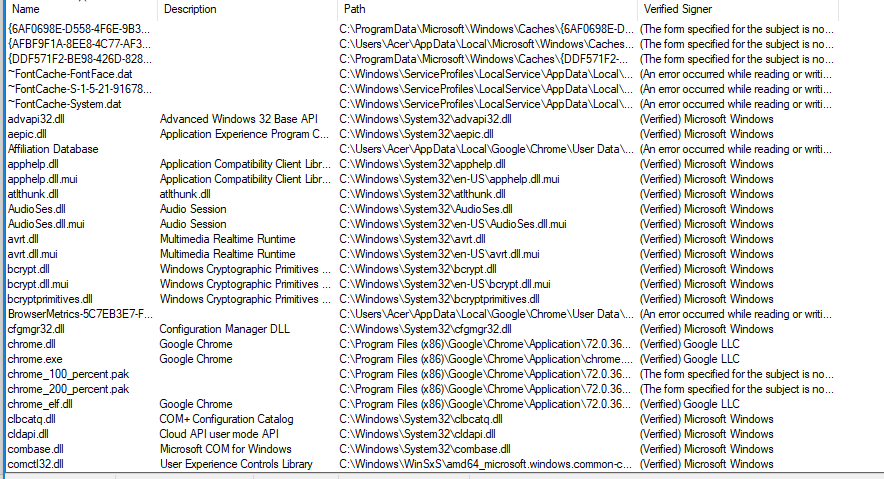 Name Description Path Verified Signer
{6AF0698E-D558-4F6E-9B3... C:\ProgramData\Microsoft\Windows\Caches\{6AF0698E-D... (The form specified for the subject is no...
{AFBF9F1A-8EE8-4C77-AF3... C:\Users\Acer\AppData\Local\Microsoft\Windows\Caches... (The form specified for the subject is no...
{DDF571F2-BE98-426D-828... C:\ProgramData\Microsoft\Windows\Caches\{DDF571F2-... (The form specified for the subject is no...
~FontCache-FontFace.dat C:\Windows\ServiceProfiles\LocalService\AppData\Local\... (An error occurred while reading or writi...
~FontCache-S-1-5-21-91678... C:\Windows\ServiceProfiles\LocalService\AppData\Local\... (An error occurred while reading or writi...
~FontCache-System.dat C:\Windows\ServiceProfiles\LocalService\AppData\Local\... (An error occurred while reading or writi...
advapi32.dll Advanced Windows 32 Base API C:\Windows\System32\advapi32.dll (Verified) Microsoft Windows
aepic.dll Application Experience Program C... C:\Windows\System32\aepic.dll (Verified) Microsoft Windows
Affiliation Database C:\Users\Acer\AppData\Local\Google\Chrome\User Data\... (An error occurred while reading or writi...
apphelp.dll Application Compatibility Client Libr... C:\Windows\System32\apphelp.dll (Verified) Microsoft Windows
apphelp.dll.mui Application Compatibility Client Libr... C:\Windows\System32\en-US\apphelp.dll.mui (Verified) Microsoft Windows
atlthunk.dll atlthunk.dll C:\Windows\System32\atlthunk.dll (Verified) Microsoft Windows
AudioSes.dll Audio Session C:\Windows\System32\AudioSes.dll (Verified) Microsoft Windows
AudioSes.dll.mui Audio Session C:\Windows\System32\en-US\AudioSes.dll.mui (Verified) Microsoft Windows
avrt.dll Multimedia Realtime Runtime C:\Windows\System32\avrt.dll (Verified) Microsoft Windows
avrt.dll.mui Multimedia Realtime Runtime C:\Windows\System32\en-US\avrt.dll.mui (Verified) Microsoft Windows
bcrypt.dll Windows Cryptographic Primitives ... C:\Windows\System32\bcrypt.dll (Verified) Microsoft Windows
bcrypt.dll.mui Windows Cryptographic Primitives ... C:\Windows\System32\en-US\bcrypt.dll.mui (Verified) Microsoft Windows
bcryptprimitives.dll Windows Cryptographic Primitives ... C:\Windows\System32\bcryptprimitives.dll (Verified) Microsoft Windows
BrowserMetrics-5C7EB3E7-F... C:\Users\Acer\AppData\Local\Google\Chrome\User Data\... (An error occurred while reading or writi...
cfgmgr32.dll Configuration Manager DLL C:\Windows\System32\cfgmgr32.dll (Verified) Microsoft Windows
chrome.dll Google Chrome C:\Program Files (x86)\Google\Chrome\Application\72.0.36... (Verified) Google LLC
chrome.exe Google Chrome C:\Program Files (x86)\Google\Chrome\Application\chrome.... (Verified) Google LLC
chrome_100_percent.pak C:\Program Files (x86)\Google\Chrome\Application\72.0.36... (The form specified for the subject is no...
chrome_200_percent.pak C:\Program Files (x86)\Google\Chrome\Application\72.0.36... (The form specified for the subject is no...
chrome_elf.dll Google Chrome C:\Program Files (x86)\Google\Chrome\Application\72.0.36... (Verified) Google LLC
clbcatq.dll COM+ Configuration Catalog C:\Windows\System32\clbcatq.dll (Verified) Microsoft Windows
cldapi.dll Cloud API user mode API C:\Windows\System32\cldapi.dll (Verified) Microsoft Windows
combase.dll Microsoft COM for Windows C:\Windows\System32\combase.dll (Verified) Microsoft Windows
comctl32.dll User Experience Controls Library C:\Windows\WinSxS\amd64_microsoft.windows.common-c... (Verified) Microsoft Windows